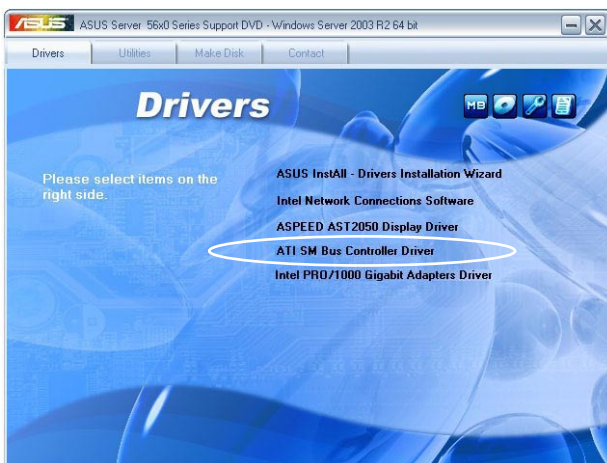 ASUS ASUS Server 56x0 Series Support DVD - Windows Server 2003 R2 64 bit
Drivers Utilities Make Disk Contact
Drivers
MB
Please select items on the
right side.
ASUS InstAll - Drivers Installation Wizard
Intel Network Connections Software
ASPEED AST2050 Display Driver
ATI SM Bus Controller Driver
Intel PRO/1000 Gigabit Adapters Driver